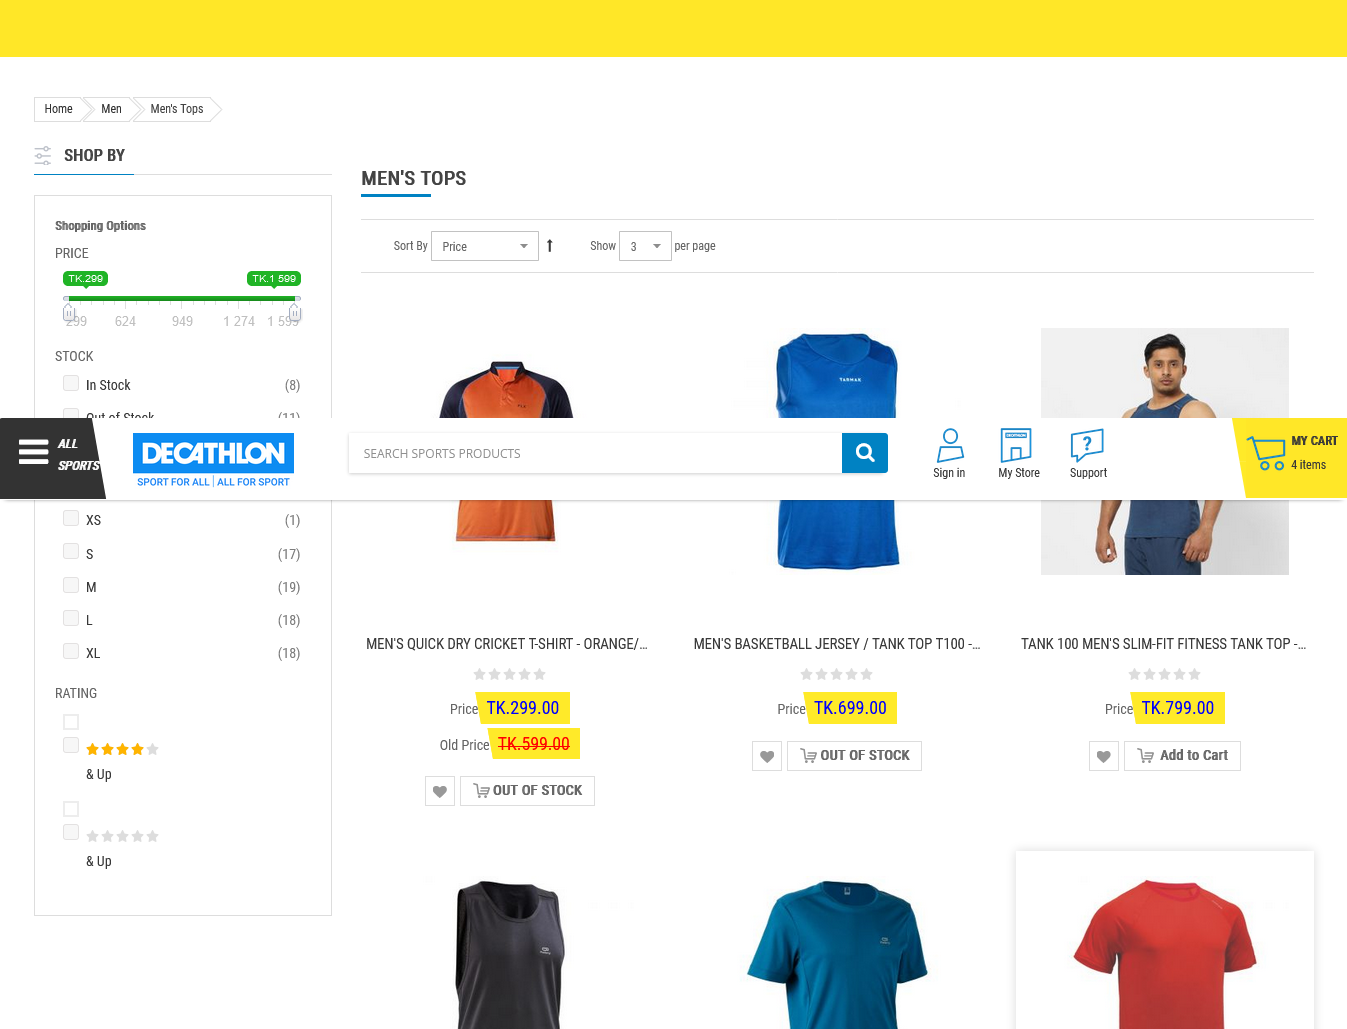 Home
Men
Men's Tops
SHOP BY
MEN'S TOPS
Shopping Options
PRICE
TK.299
TK.1 599
299
624
949
1 274
1 599
Sort By
Price
Show
3
per page
STOCK
In Stock
(8)
Out of Stock
(11)
ALL
SPORTS
DECATHLON
SPORT FOR ALL | ALL FOR SPORT
SEARCH SPORTS PRODUCTS
Sign in
My Store
Support
MY CART
4 items
TARMAK
XS
(1)
S
(17)
M
(19)
L
(18)
XL
(18)
RATING
& Up
& Up
MEN'S QUICK DRY CRICKET T-SHIRT - ORANGE/...
Price TK.299.00
Old Price TK.599.00
OUT OF STOCK
MEN'S BASKETBALL JERSEY / TANK TOP T100 -...
Price TK.699.00
OUT OF STOCK
TANK 100 MEN'S SLIM-FIT FITNESS TANK TOP -...
Price TK.799.00
Add to Cart